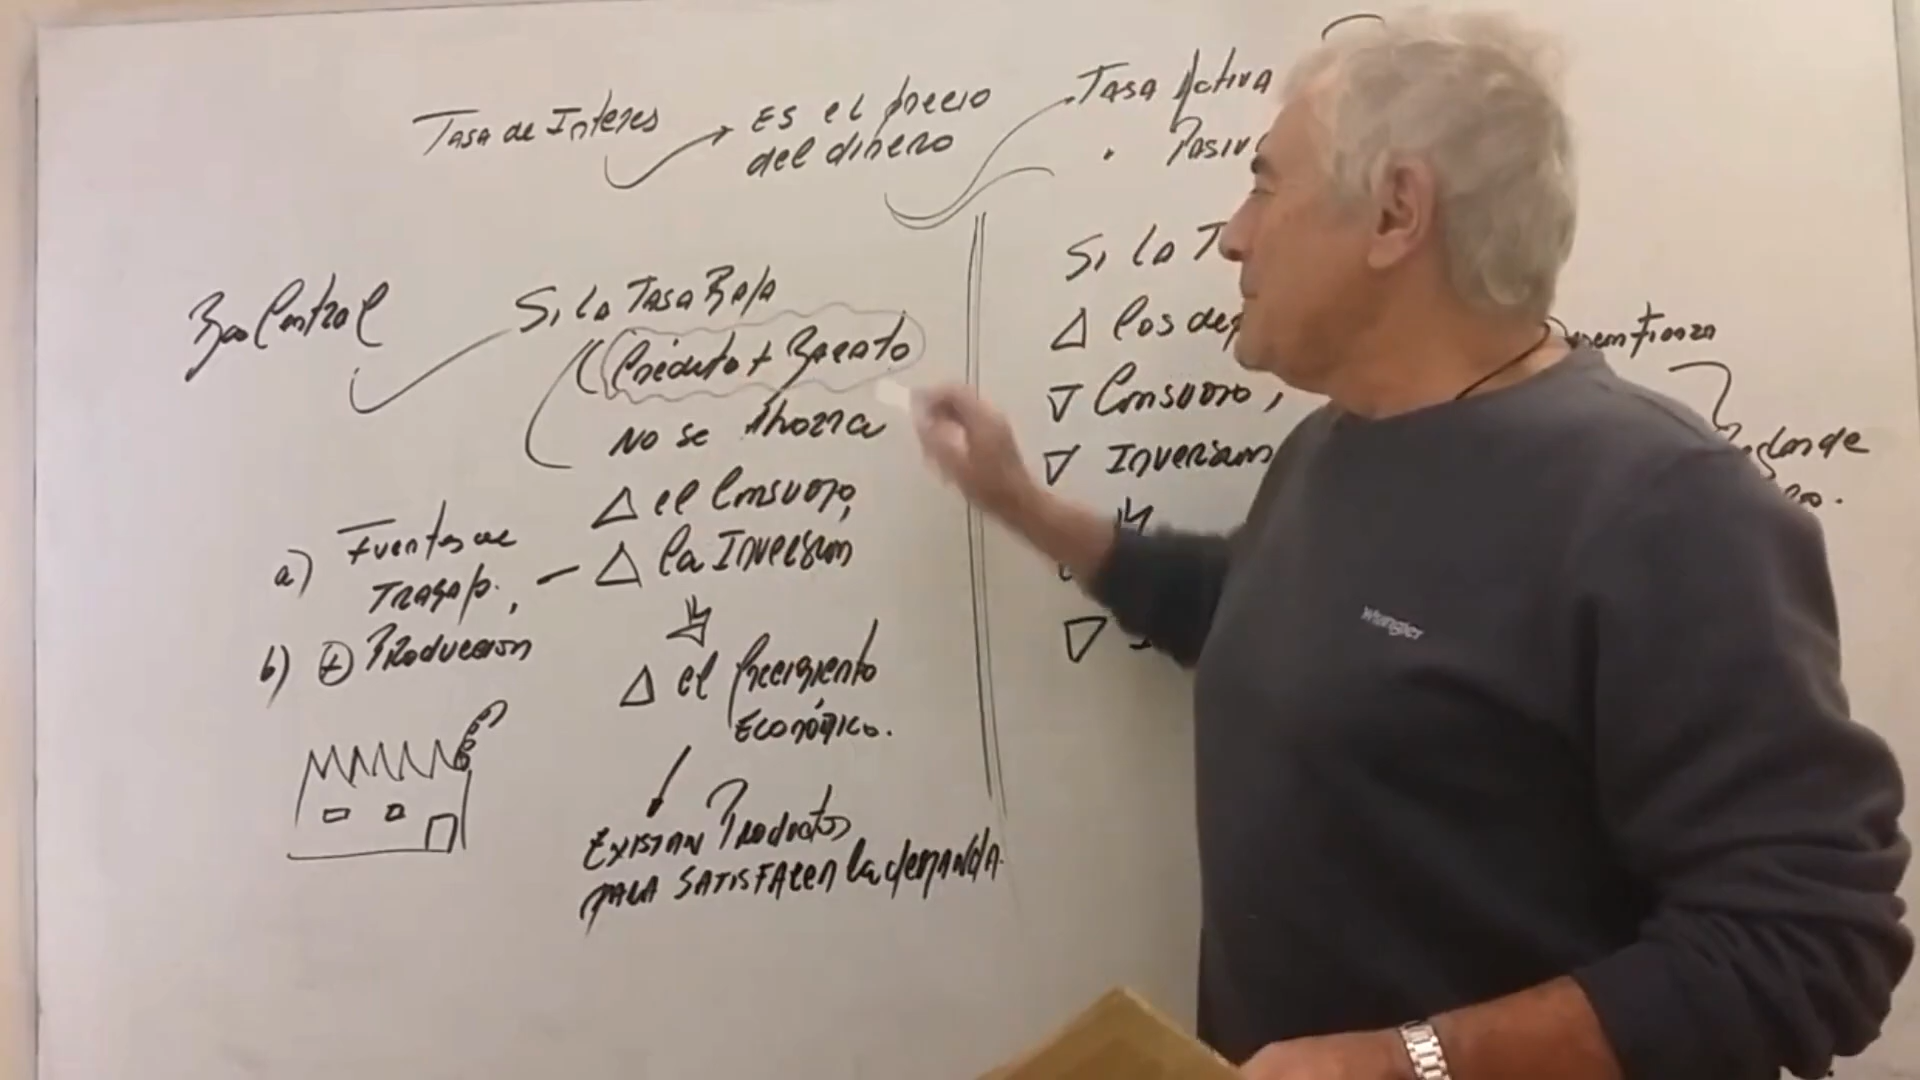 Tasa de Interes
Es el precio
del dinero
Tasa Activa
Pasiv
Bco Central
Si la Tasa Baja
Credito + Barato
No se Ahorra
△ el Consumo,
△ la Inversion
a) Fuentes de
Trabajo,
b) + Produccion
△ el Crecimiento
Económico.
Existan Productos
para satisfacer la demanda.
Si la T
△ los dep
▽ Consumo,
▽ Inversion
▽
Wrangler